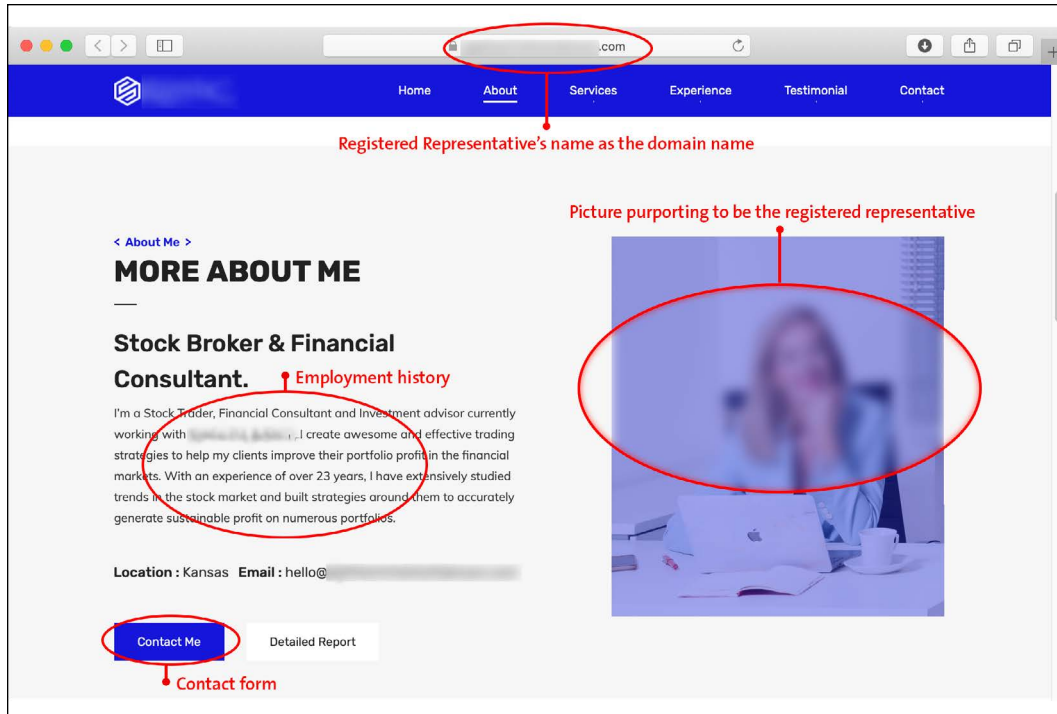 .com
Home About Services Experience Testimonial Contact
Registered Representative's name as the domain name
Picture purporting to be the registered representative
< About Me >
MORE ABOUT ME
Stock Broker & Financial
Consultant.
Employment history
I'm a Stock Trader, Financial Consultant and Investment advisor currently
working with , I create awesome and effective trading
strategies to help my clients improve their portfolio profit in the financial
markets. With an experience of over 23 years, I have extensively studied
trends in the stock market and built strategies around them to accurately
generate sustainable profit on numerous portfolios.
Location : Kansas Email : hello@
Contact Me Detailed Report
Contact form